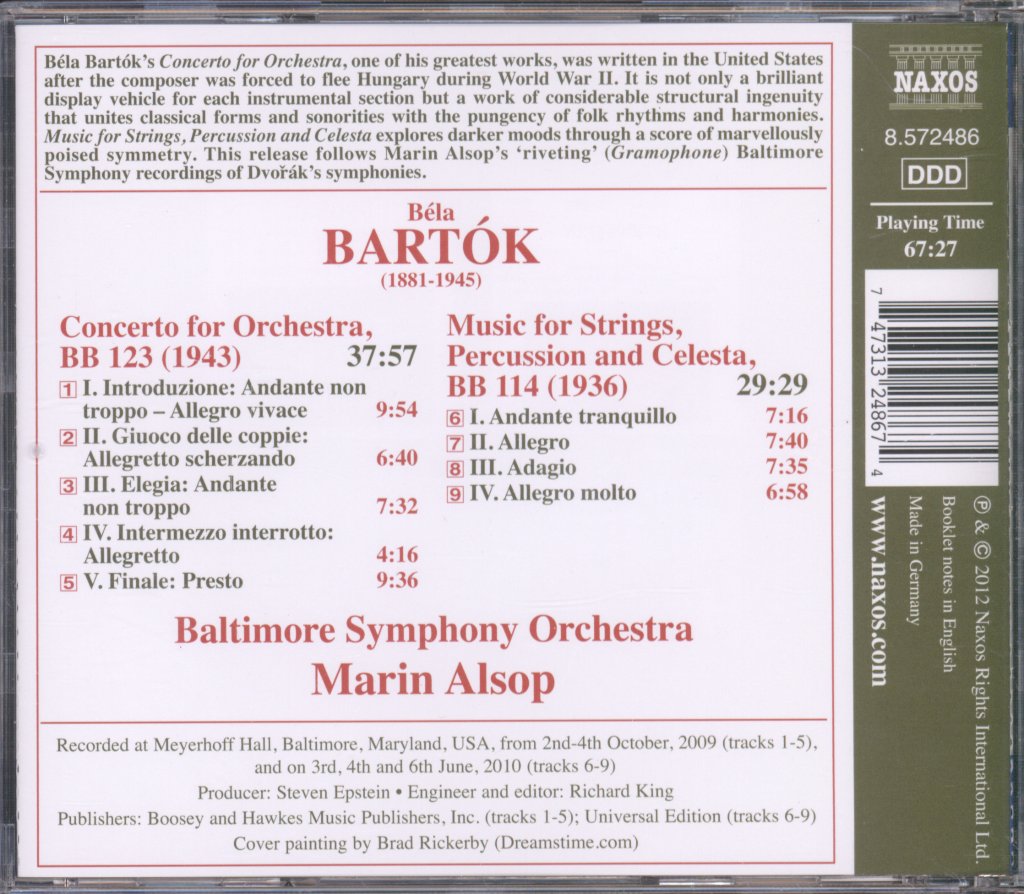 Béla Bartók's Concerto for Orchestra, one of his greatest works, was written in the United States
after the composer was forced to flee Hungary during World War II. It is not only a brilliant
display vehicle for each instrumental section but a work of considerable structural ingenuity
that unites classical forms and sonorities with the pungency of folk rhythms and harmonies.
Music for Strings, Percussion and Celesta explores darker moods through a score of marvellously
poised symmetry. This release follows Marin Alsop's ‘riveting’ (Gramophone) Baltimore
Symphony recordings of Dvořák's symphonies.
Béla
BARTÓK
(1881-1945)
Concerto for Orchestra,
BB 123 (1943) 37:57
1 I. Introduzione: Andante non
troppo – Allegro vivace 9:54
2 II. Giuoco delle coppie:
Allegretto scherzando 6:40
3 III. Elegia: Andante
non troppo 7:32
4 IV. Intermezzo interrotto:
Allegretto 4:16
5 V. Finale: Presto 9:36
Music for Strings,
Percussion and Celesta,
BB 114 (1936) 29:29
6 I. Andante tranquillo 7:16
7 II. Allegro 7:40
8 III. Adagio 7:35
9 IV. Allegro molto 6:58
Baltimore Symphony Orchestra
Marin Alsop
Recorded at Meyerhoff Hall, Baltimore, Maryland, USA, from 2nd-4th October, 2009 (tracks 1-5),
and on 3rd, 4th and 6th June, 2010 (tracks 6-9)
Producer: Steven Epstein • Engineer and editor: Richard King
Publishers: Boosey and Hawkes Music Publishers, Inc. (tracks 1-5); Universal Edition (tracks 6-9)
Cover painting by Brad Rickerby (Dreamstime.com)
NAXOS
8.572486
DDD
Playing Time
67:27
7 47313 24867 4
℗ & © 2012 Naxos Rights International Ltd.
Booklet notes in English
Made in Germany
www.naxos.com